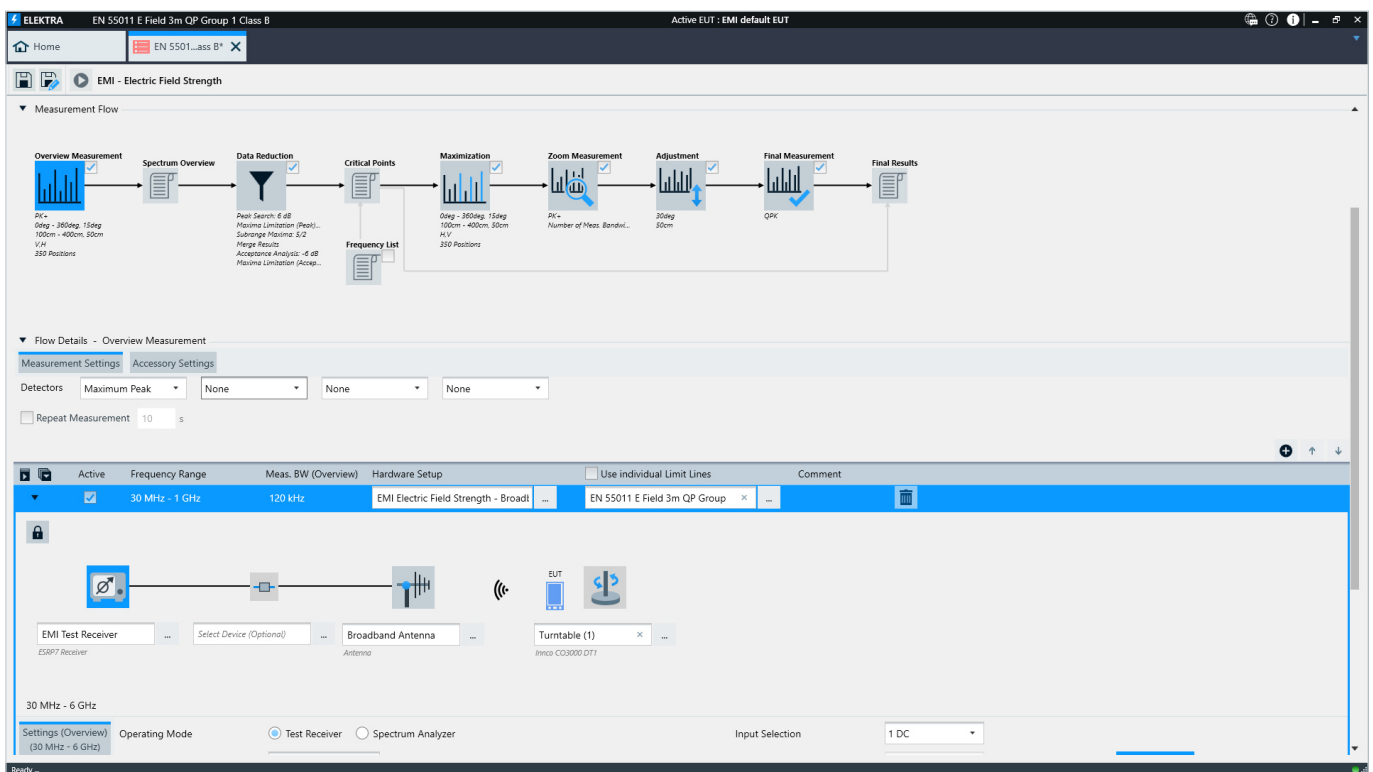 ELEKTRA EN 55011 E Field 3m QP Group 1 Class B Active EUT : EMI default EUT
Home EN 5501...ass B*
EMI - Electric Field Strength
Measurement Flow
Overview Measurement
PK+
0deg - 360deg, 15deg
100cm - 400cm, 50cm
V,H
350 Positions
Spectrum Overview
Data Reduction
Peak Search: 6 dB
Maxima Limitation (Peak)...
Subrange Maxima: 5/2
Merge Results
Acceptance Analysis: -6 dB
Maxima Limitation (Accep...
Critical Points
Frequency List
Maximization
0deg - 360deg, 15deg
100cm - 400cm, 50cm
H,V
350 Positions
Zoom Measurement
PK+
Number of Meas. Bandwi...
Adjustment
30deg
50cm
Final Measurement
QPK
Final Results
Flow Details - Overview Measurement
Measurement Settings Accessory Settings
Detectors Maximum Peak None None None
Repeat Measurement 10 s
Active Frequency Range Meas. BW (Overview) Hardware Setup Use individual Limit Lines Comment
30 MHz - 1 GHz 120 kHz EMI Electric Field Strength - Broadb ... EN 55011 E Field 3m QP Group × ...
EUT
EMI Test Receiver ... Select Device (Optional) ... Broadband Antenna ... Turntable (1) × ...
ESRP7 Receiver Antenna Innco CO3000 DT1
30 MHz - 6 GHz
Settings (Overview) Operating Mode Test Receiver Spectrum Analyzer Input Selection 1 DC
(30 MHz - 6 GHz)
Ready ...